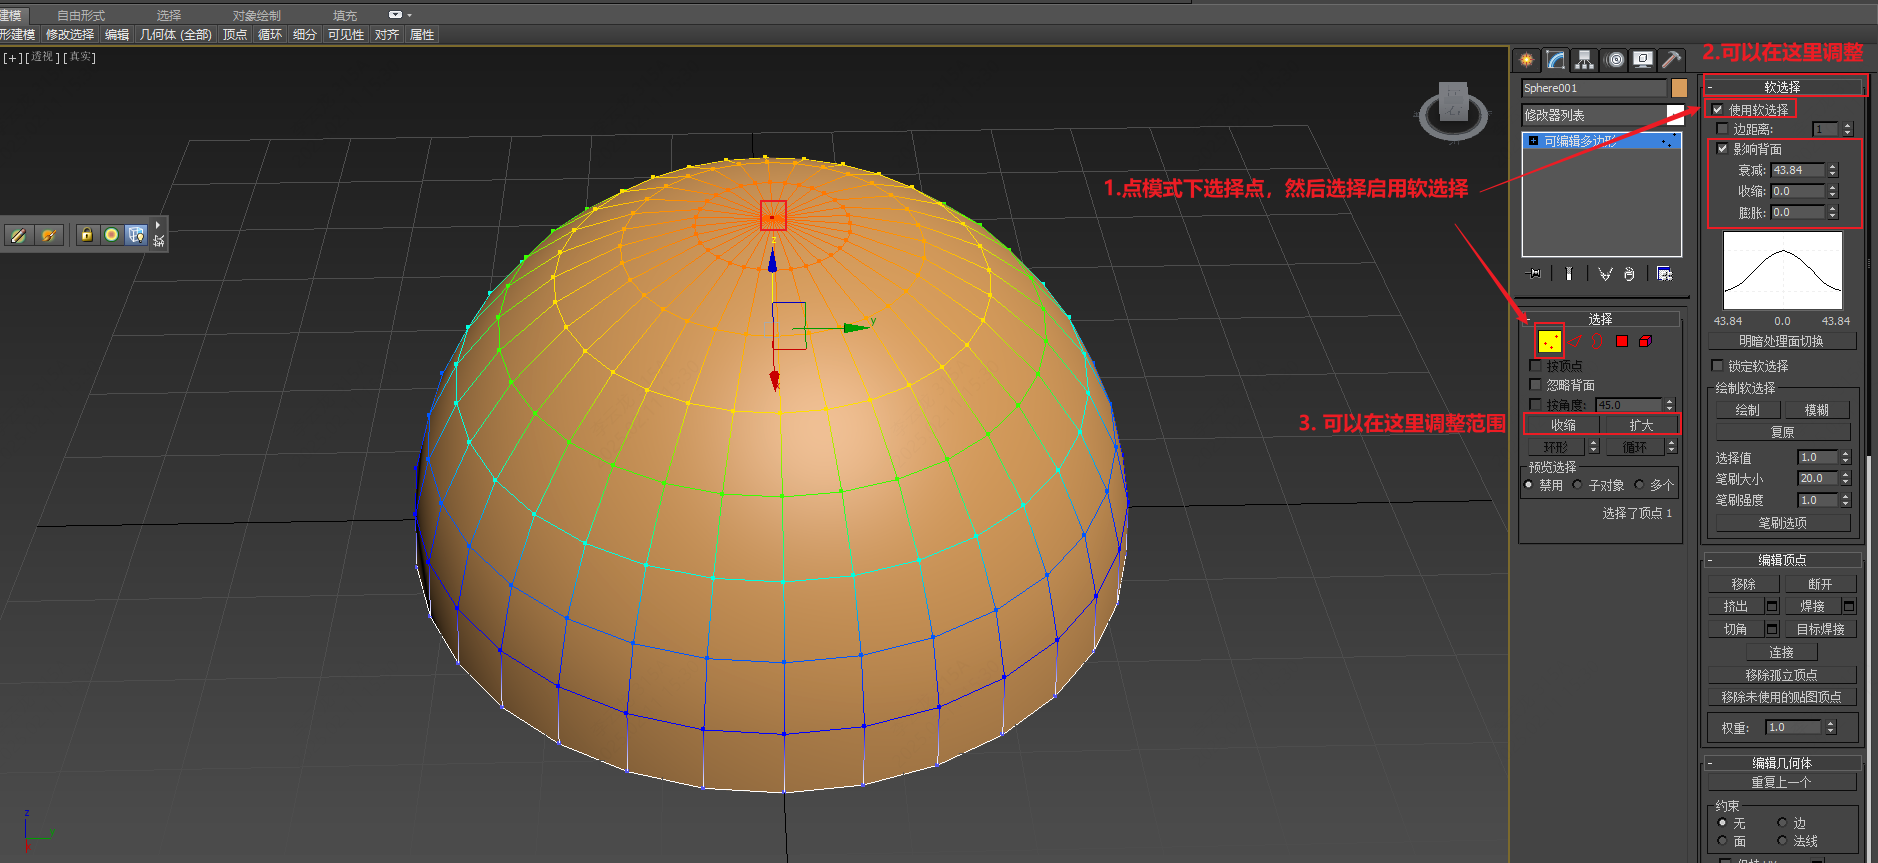 建模 自由形式 选择 对象绘制 填充
形建模 修改选择 编辑 几何体 (全部) 顶点 循环 细分 可见性 对齐 属性
[+][透视][真实]
2.可以在这里调整
Sphere001
修改器列表
可编辑多边形
1.点模式下选择点，然后选择启用软选择
3. 可以在这里调整范围
z
y
选择
按顶点
忽略背面
按角度: 45.0
收缩 扩大
环形 循环
预览选择
禁用 子对象 多个
选择了顶点 1
软选择
使用软选择
边距离: 1
影响背面
衰减: 43.84
收缩: 0.0
膨胀: 0.0
43.84 0.0 43.84
明暗处理面切换
锁定软选择
绘制软选择
绘制 模糊
复原
选择值 1.0
笔刷大小 20.0
笔刷强度 1.0
笔刷选项
编辑顶点
移除 断开
挤出 焊接
切角 目标焊接
连接
移除孤立顶点
移除未使用的贴图顶点
权重: 1.0
编辑几何体
重复上一个
约束
无 边
面 法线
z
y